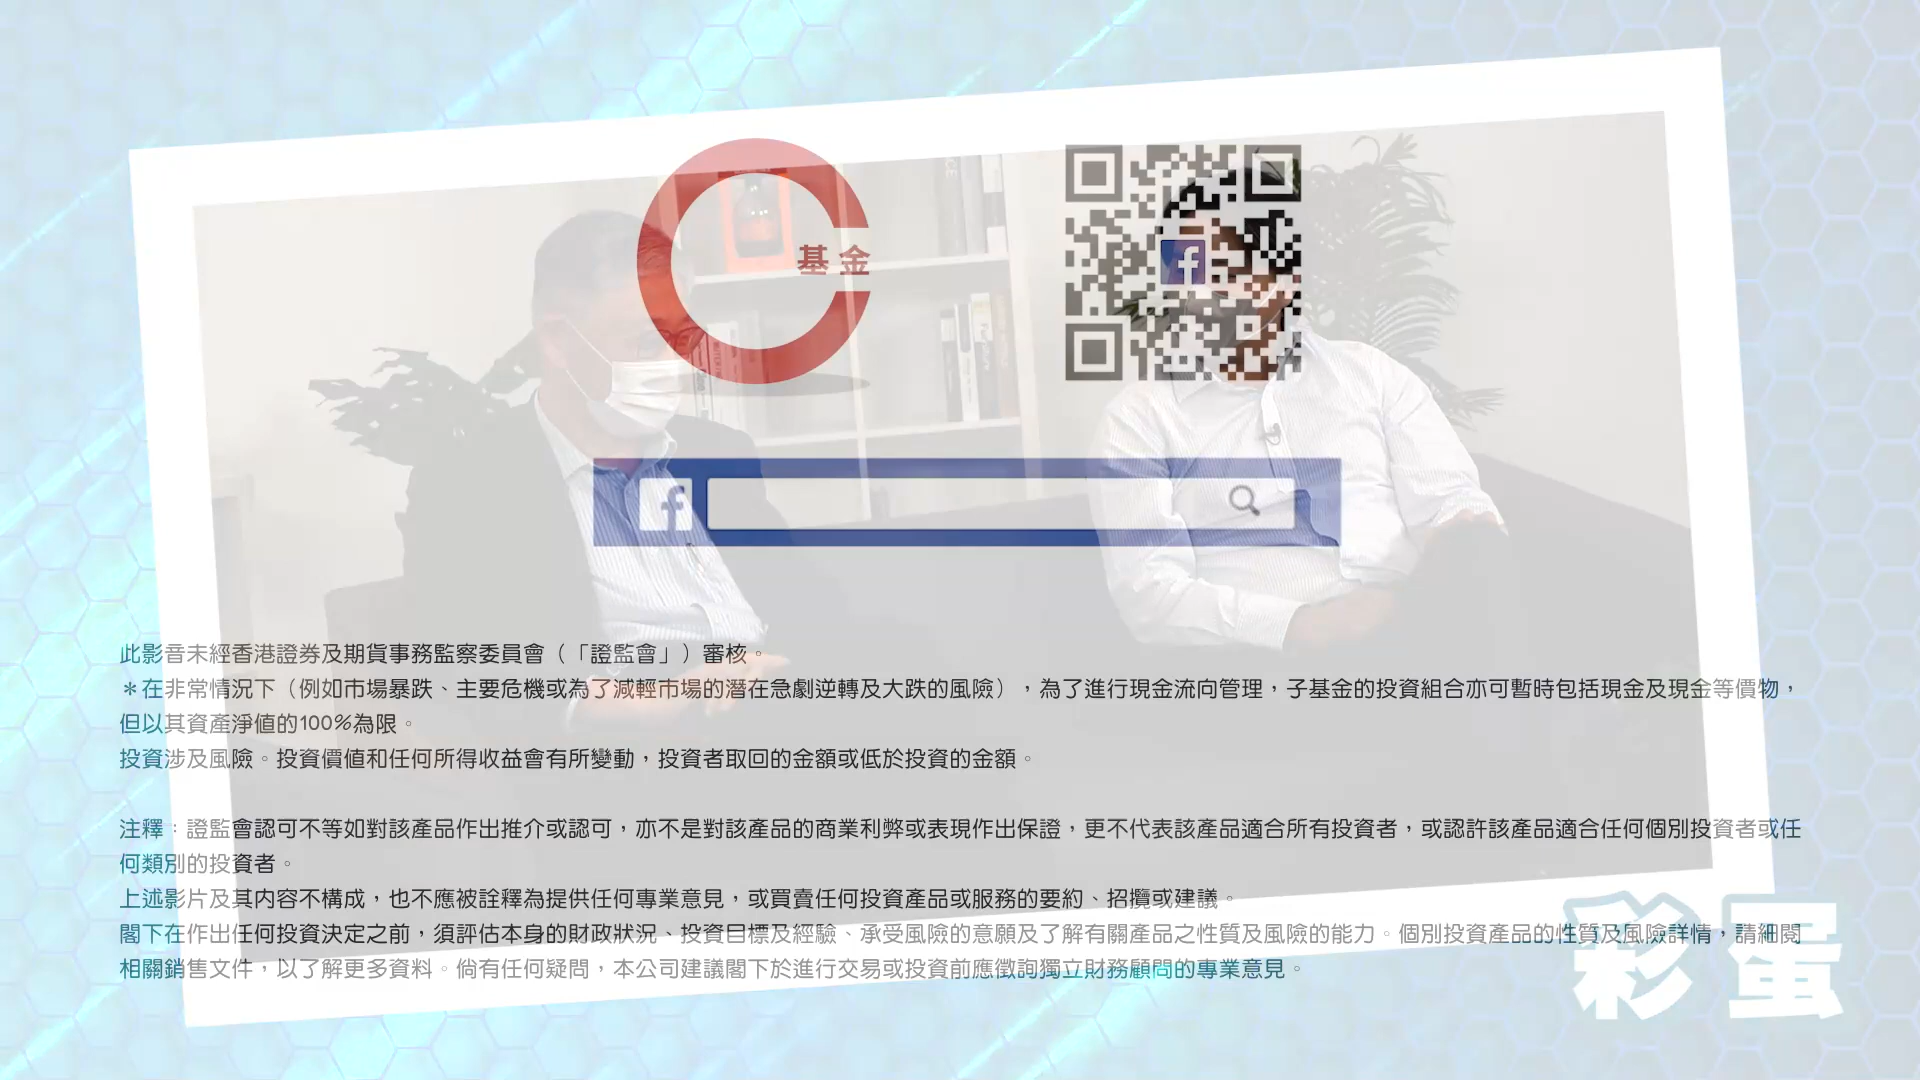 基金
f
f
此影音未經香港證券及期貨事務監察委員會（「證監會」）審核。
＊在非常情況下（例如市場暴跌、主要危機或為了減輕市場的潛在急劇逆轉及大跌的風險），為了進行現金流向管理，子基金的投資組合亦可暫時包括現金及現金等價物，
但以其資產淨值的100%為限。
投資涉及風險。投資價值和任何所得收益會有所變動，投資者取回的金額或低於投資的金額。
注釋：證監會認可不等如對該產品作出推介或認可，亦不是對該產品的商業利弊或表現作出保證，更不代表該產品適合所有投資者，或認許該產品適合任何個別投資者或任
何類別的投資者。
上述影片及其內容不構成，也不應被詮釋為提供任何專業意見，或買賣任何投資產品或服務的要約、招攬或建議。
閣下在作出任何投資決定之前，須評估本身的財政狀況、投資目標及經驗、承受風險的意願及了解有關產品之性質及風險的能力。個別投資產品的性質及風險詳情，請細閱
相關銷售文件，以了解更多資料。倘有任何疑問，本公司建議閣下於進行交易或投資前應徵詢獨立財務顧問的專業意見。
彩蛋